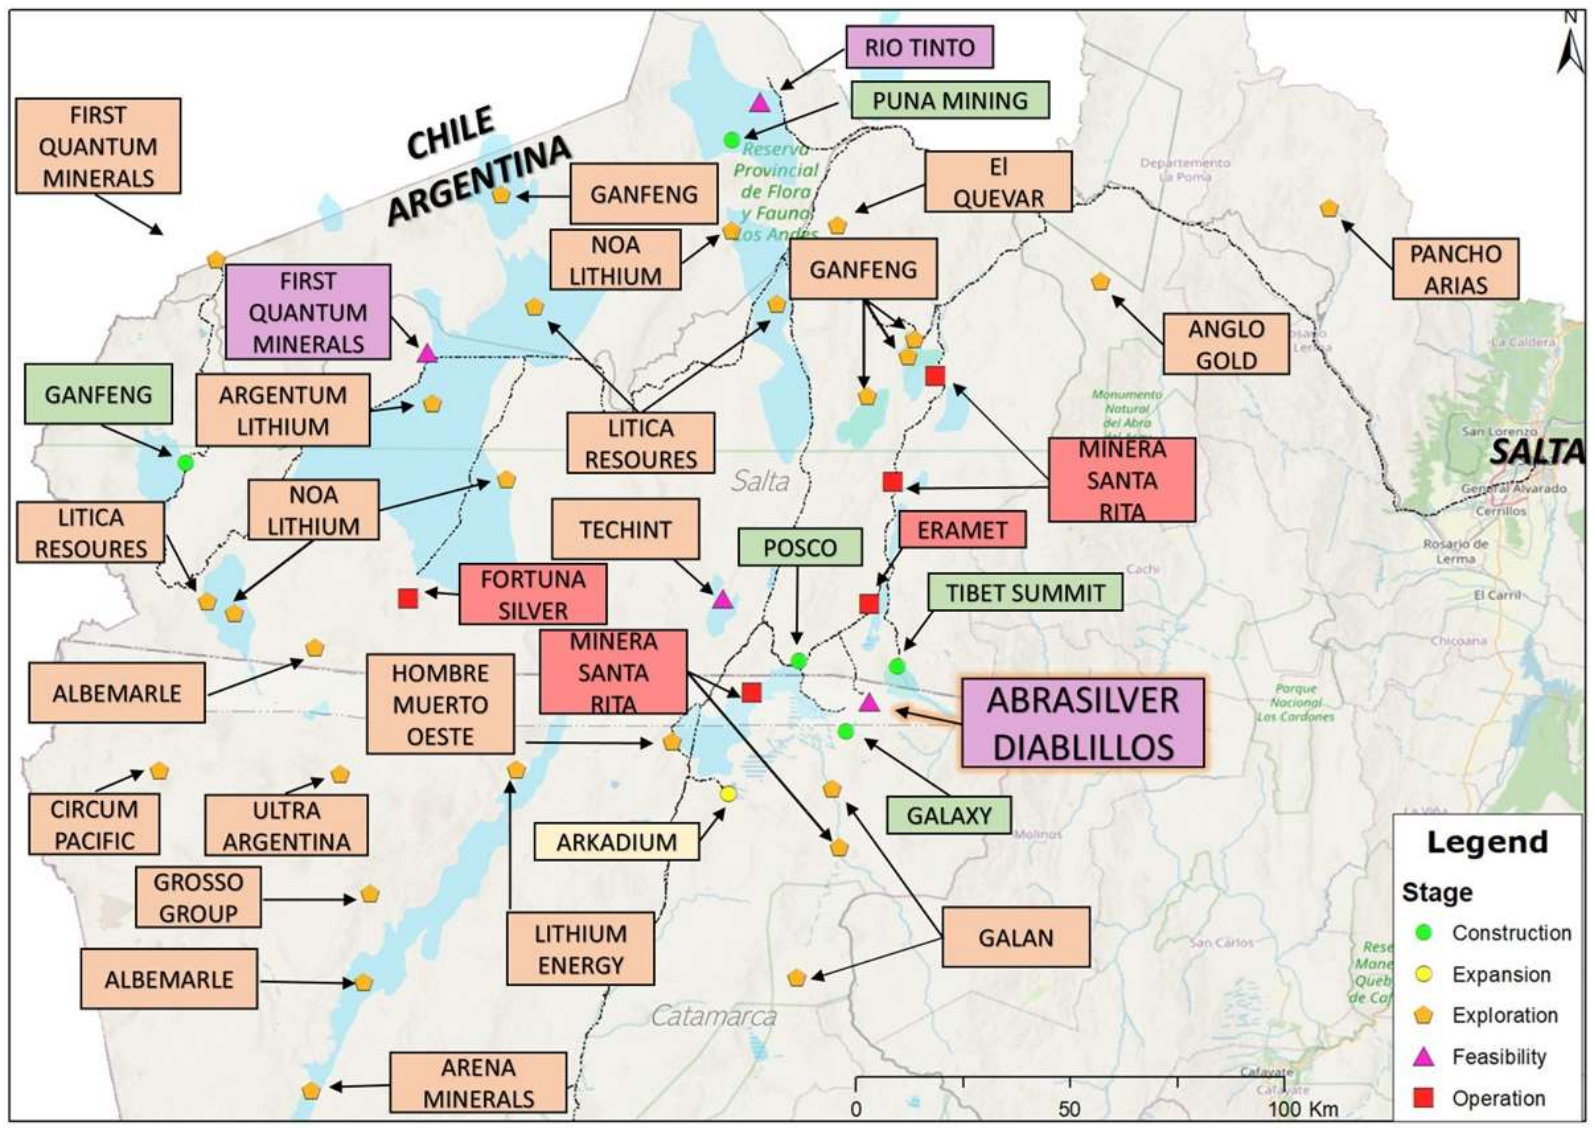 N
RIO TINTO
PUNA MINING
FIRST
QUANTUM
MINERALS
CHILE
ARGENTINA
Reserva
Provincial
de Flora
y Fauna
Los Andes
Departemento
La Poma
El
QUEVAR
GANFENG
NOA
LITHIUM
GANFENG
PANCHO
ARIAS
FIRST
QUANTUM
MINERALS
ANGLO
GOLD
Lerma
La Caldera
GANFENG
ARGENTUM
LITHIUM
LITICA
RESOURES
Monumento
Natural
del Abra
San Lorenzo
SALTA
MINERA
SANTA
RITA
Salta
NOA
LITHIUM
General Alvarado
Cerrillos
LITICA
RESOURES
TECHINT
POSCO
ERAMET
Rosario de
Lerma
Cachi
FORTUNA
SILVER
TIBET SUMMIT
El Carril
MINERA
SANTA
RITA
Chicoana
ALBEMARLE
HOMBRE
MUERTO
OESTE
ABRASILVER
DIABLILLOS
Parque
Nacional
Los Cardones
CIRCUM
PACIFIC
ULTRA
ARGENTINA
GALAXY
La Viña
ARKADIUM
Molinos
GROSSO
GROUP
LITHIUM
ENERGY
GALAN
San Carlos
ALBEMARLE
Catamarca
ARENA
MINERALS
Cafayate
Cafayate
0 50 100 Km
Legend
Stage
Construction
Expansion
Exploration
Feasibility
Operation